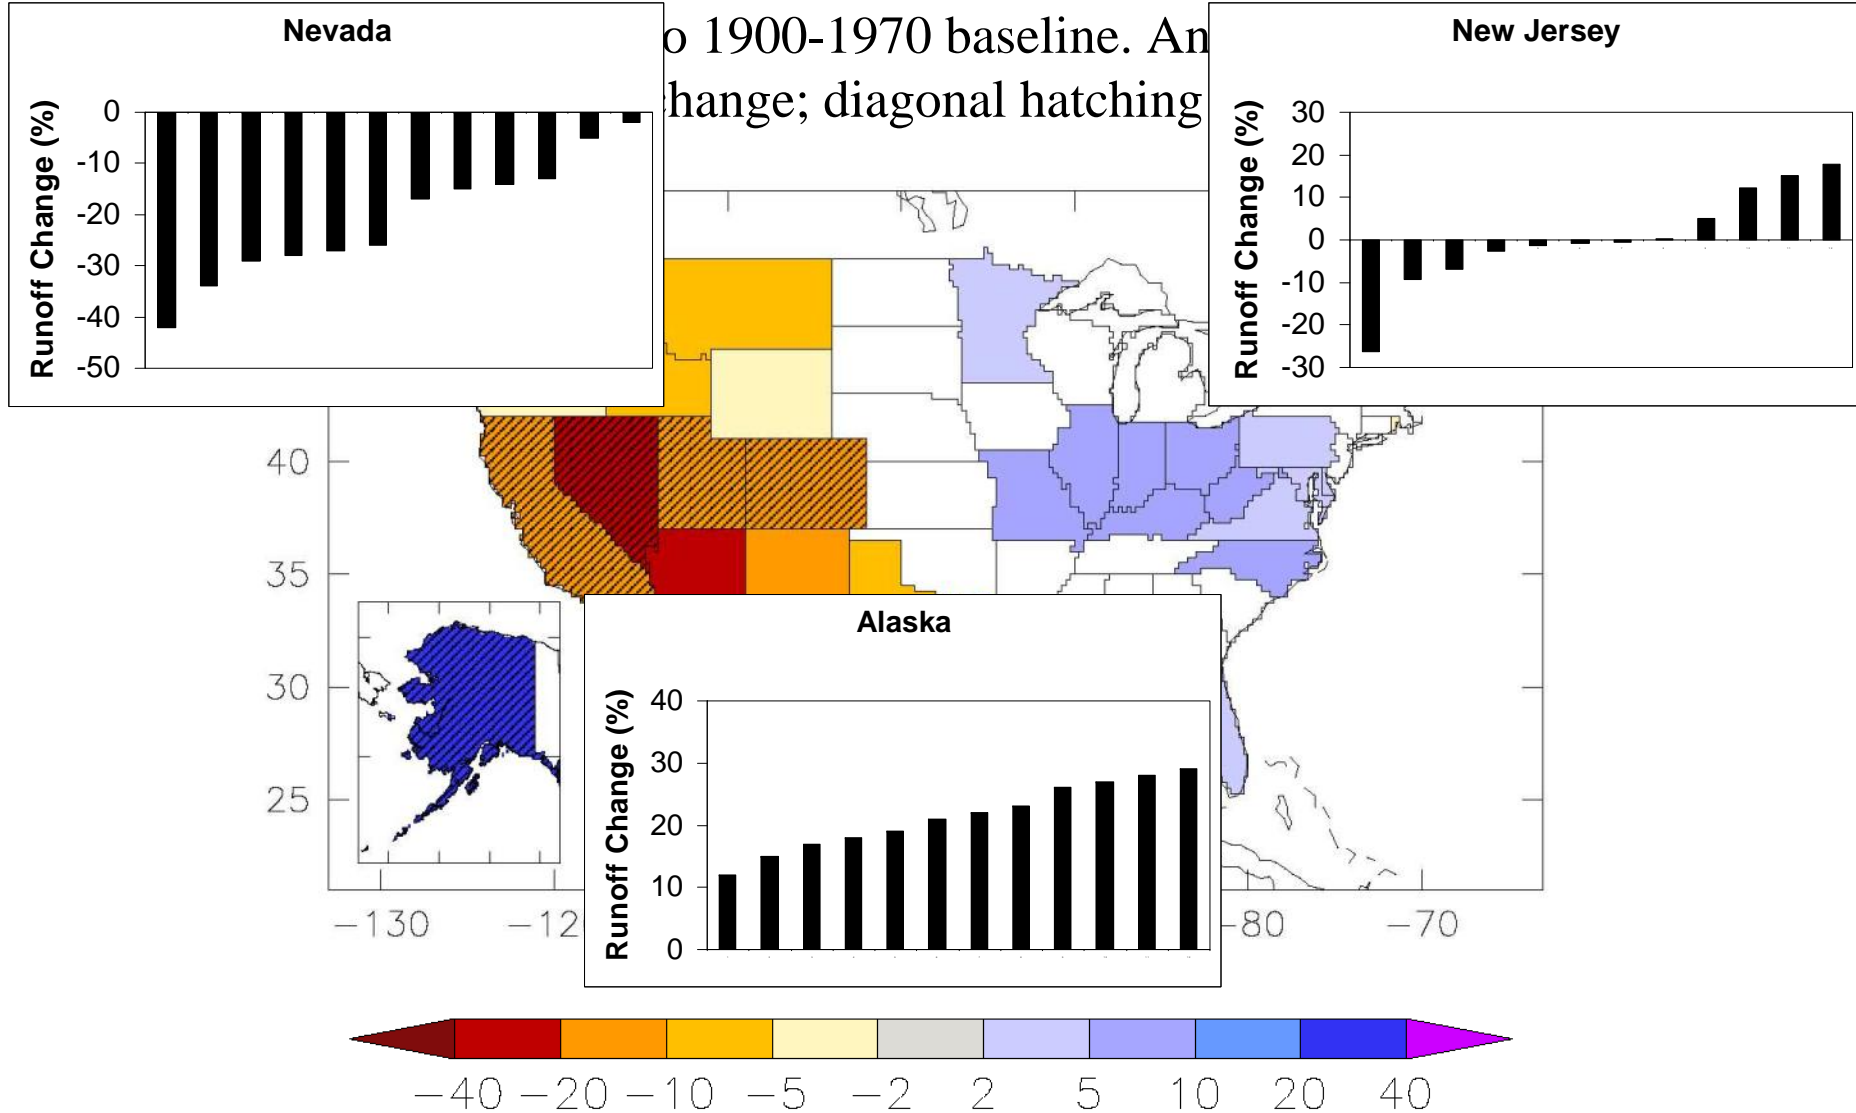 o 1900-1970 baseline. An
change; diagonal hatching
Nevada
Runoff Change (%)
0
-10
-20
-30
-40
-50
New Jersey
Runoff Change (%)
30
20
10
0
-10
-20
-30
40
35
30
25
Alaska
Runoff Change (%)
40
30
20
10
0
−130 −12 −80 −70
−40 −20 −10 −5 −2 2 5 10 20 40